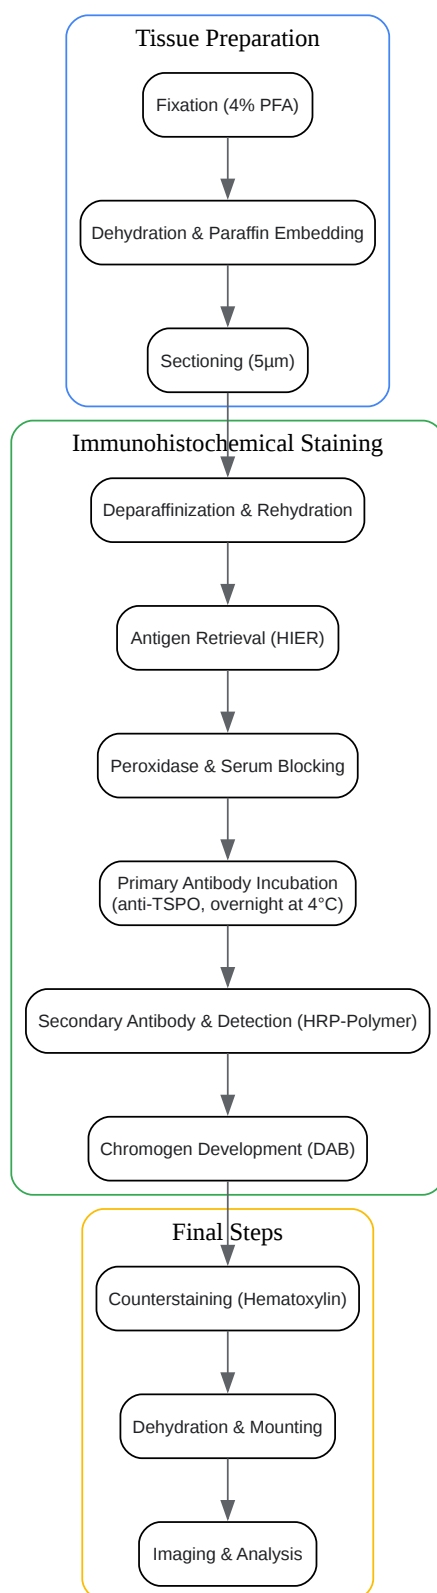 Tissue Preparation
Fixation (4% PFA)
Dehydration & Paraffin Embedding
Sectioning (5µm)
Immunohistochemical Staining
Deparaffinization & Rehydration
Antigen Retrieval (HIER)
Peroxidase & Serum Blocking
Primary Antibody Incubation
(anti-TSPO, overnight at 4°C)
Secondary Antibody & Detection (HRP-Polymer)
Chromogen Development (DAB)
Final Steps
Counterstaining (Hematoxylin)
Dehydration & Mounting
Imaging & Analysis